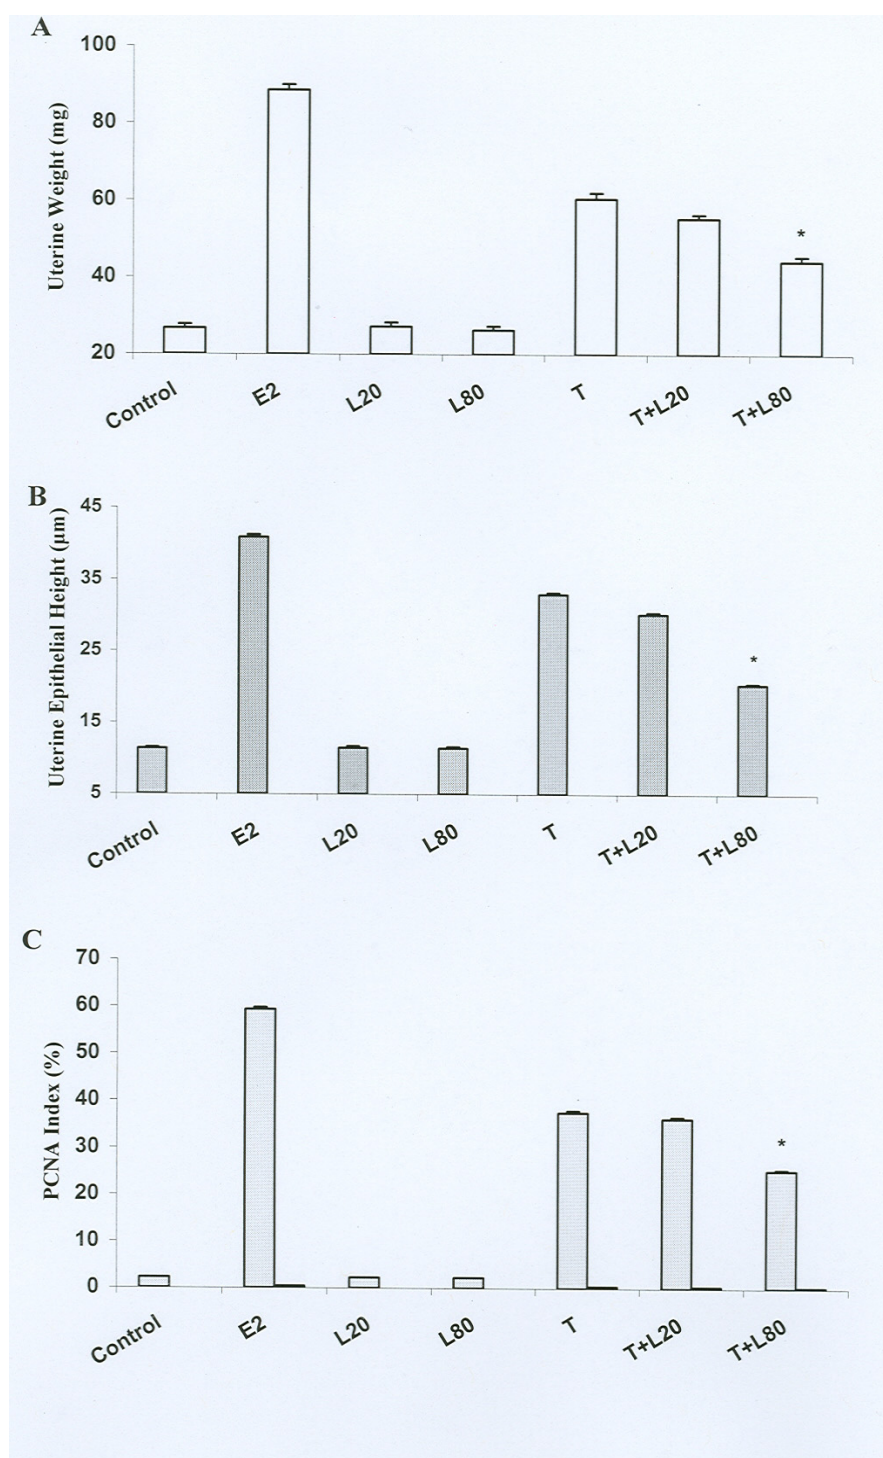 A
Uterine Weight (mg)
100
80
60
40
20
*
Control E2 L20 L80 T T+L20 T+L80
B
Uterine Epithelial Height (µm)
45
35
25
15
5
*
Control E2 L20 L80 T T+L20 T+L80
C
PCNA Index (%)
70
60
50
40
30
20
10
0
*
Control E2 L20 L80 T T+L20 T+L80